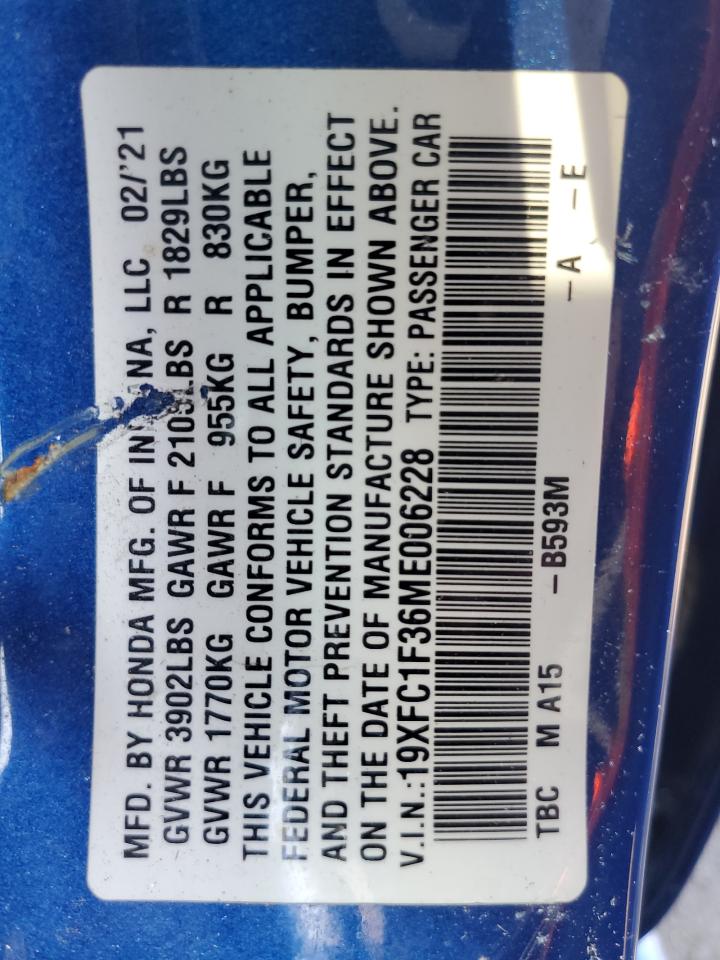 MFD. BY HONDA MFG. OF IN NA, LLC 02/'21
GVWR 3902LBS GAWR F 210 LBS R 1829LBS
GVWR 1770KG GAWR F 955KG R 830KG
THIS VEHICLE CONFORMS TO ALL APPLICABLE
FEDERAL MOTOR VEHICLE SAFETY, BUMPER,
AND THEFT PREVENTION STANDARDS IN EFFECT
ON THE DATE OF MANUFACTURE SHOWN ABOVE.
V.I.N.:19XFC1F36ME006228 TYPE: PASSENGER CAR
TBC M A15 –B593M –A –E